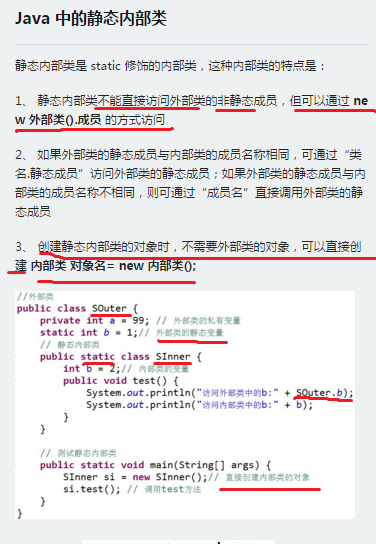 Java 中的静态内部类
静态内部类是 static 修饰的内部类，这种内部类的特点是：
1、 静态内部类不能直接访问外部类的非静态成员，但可以通过 ne
w 外部类().成员 的方式访问
2、 如果外部类的静态成员与内部类的成员名称相同，可通过“类
名.静态成员”访问外部类的静态成员；如果外部类的静态成员与内
部类的成员名称不相同，则可通过“成员名”直接调用外部类的静
态成员
3、 创建静态内部类的对象时，不需要外部类的对象，可以直接创
建 内部类 对象名= new 内部类();
//外部类
public class SOuter {
private int a = 99; // 外部类的私有变量
static int b = 1;// 外部类的静态变量
// 静态内部类
public static class SInner {
int b = 2;// 内部类的变量
public void test() {
System.out.println("访问外部类中的b:" + SOuter.b);
System.out.println("访问内部类中的b:" + b);
}
}
// 测试静态内部类
public static void main(String[] args) {
SInner si = new SInner();// 直接创建内部类的对象
si.test(); // 调用test方法
}
}